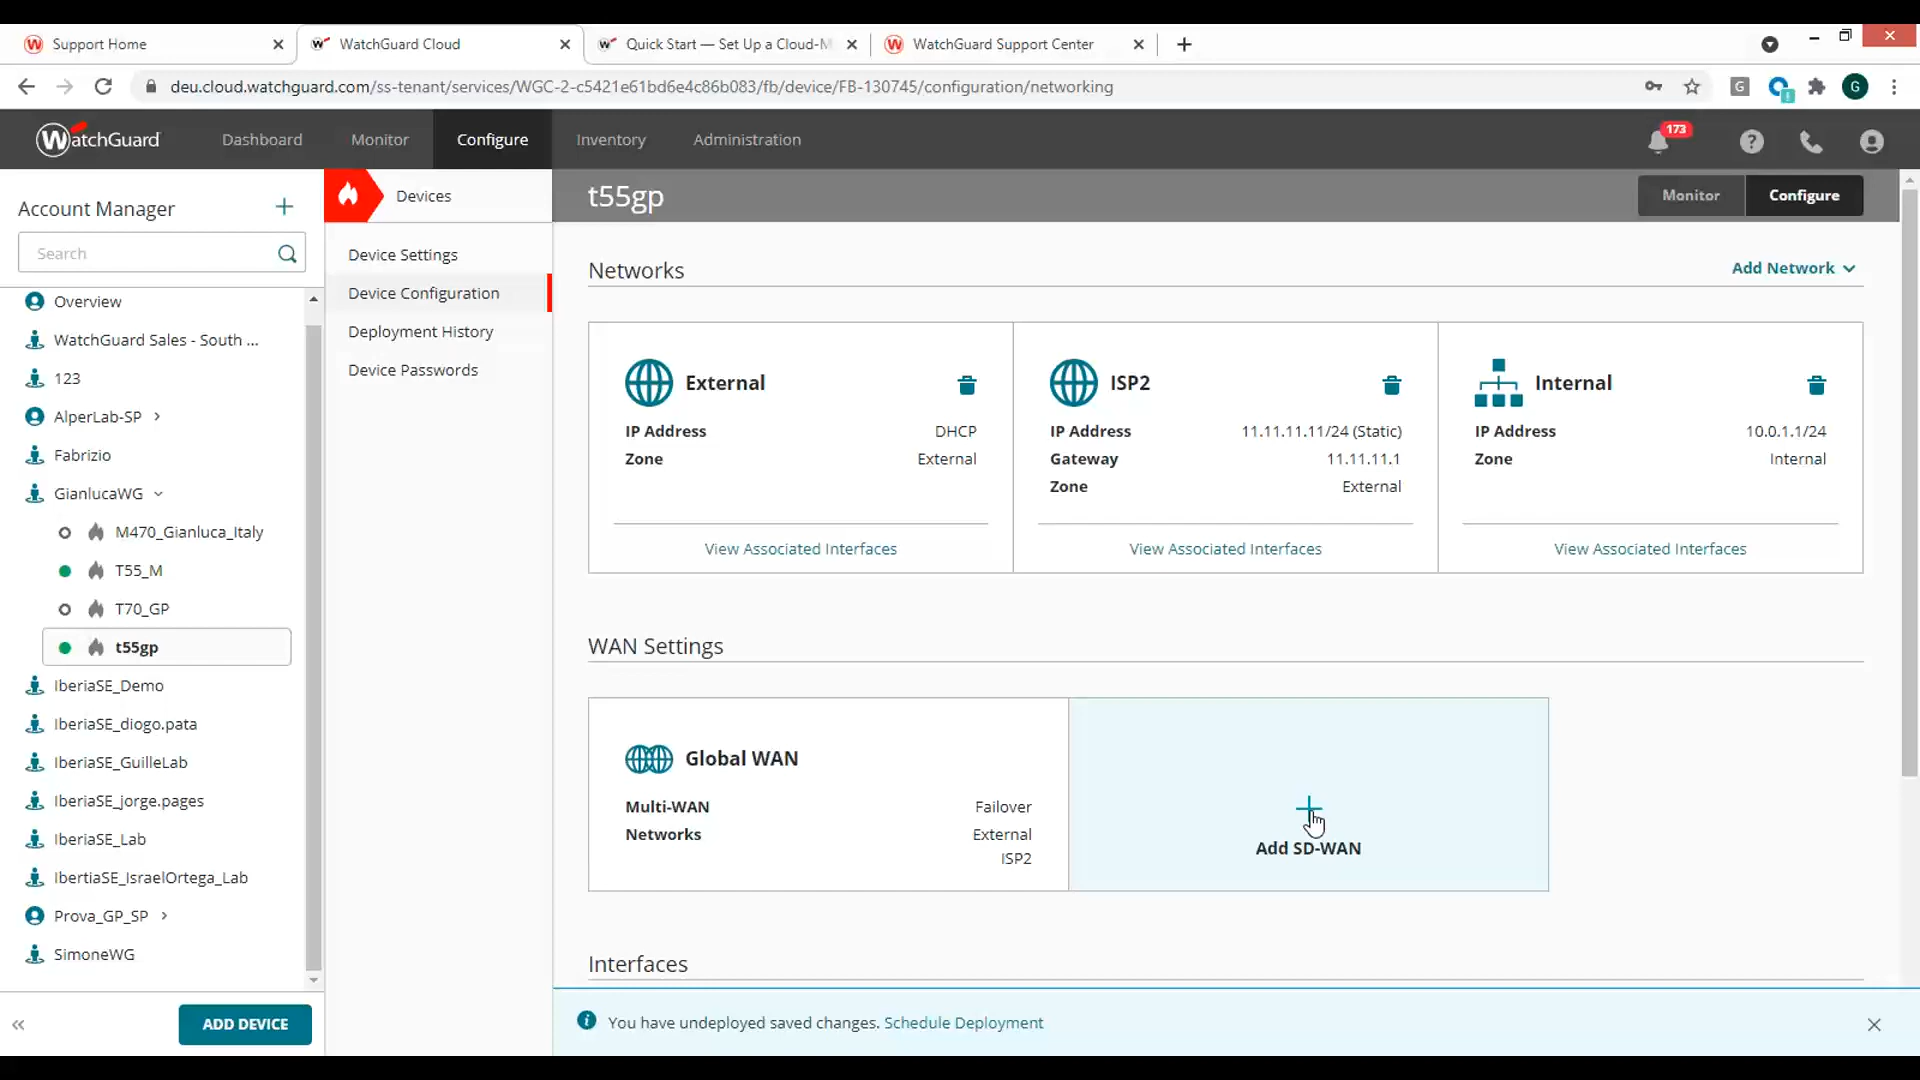 Support Home
WatchGuard Cloud
Quick Start — Set Up a Cloud-M
WatchGuard Support Center
deu.cloud.watchguard.com/ss-tenant/services/WGC-2-c5421e61bd6e4c86b083/fb/device/FB-130745/configuration/networking
G
G
WatchGuard
Dashboard
Monitor
Configure
Inventory
Administration
173
Account Manager
Search
Overview
WatchGuard Sales - South ...
123
AlperLab-SP
Fabrizio
GianlucaWG
M470_Gianluca_Italy
T55_M
T70_GP
t55gp
IberiaSE_Demo
IberiaSE_diogo.pata
IberiaSE_GuilleLab
IberiaSE_jorge.pages
IberiaSE_Lab
IbertiaSE_IsraelOrtega_Lab
Prova_GP_SP
SimoneWG
ADD DEVICE
Devices
Device Settings
Device Configuration
Deployment History
Device Passwords
t55gp
Monitor
Configure
Networks
Add Network
External
IP Address DHCP
Zone External
View Associated Interfaces
ISP2
IP Address 11.11.11.11/24 (Static)
Gateway 11.11.11.1
Zone External
View Associated Interfaces
Internal
IP Address 10.0.1.1/24
Zone Internal
View Associated Interfaces
WAN Settings
Global WAN
Multi-WAN Failover
Networks External
ISP2
Add SD-WAN
Interfaces
You have undeployed saved changes. Schedule Deployment